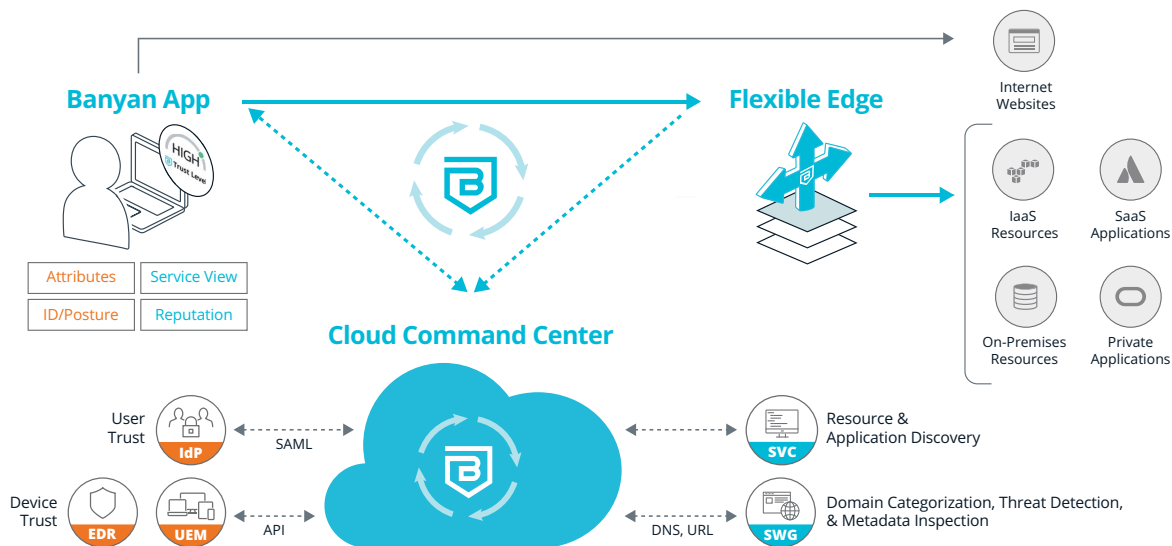 Internet
Websites
Banyan App
Flexible Edge
HIGH
Trust Level
B
B
IaaS
Resources
SaaS
Applications
Attributes
Service View
ID/Posture
Reputation
On-Premises
Resources
Private
Applications
Cloud Command Center
User
Trust
IdP
SAML
SVC
Resource &
Application Discovery
B
Device
Trust
EDR
UEM
API
DNS, URL
SWG
Domain Categorization, Threat Detection,
& Metadata Inspection